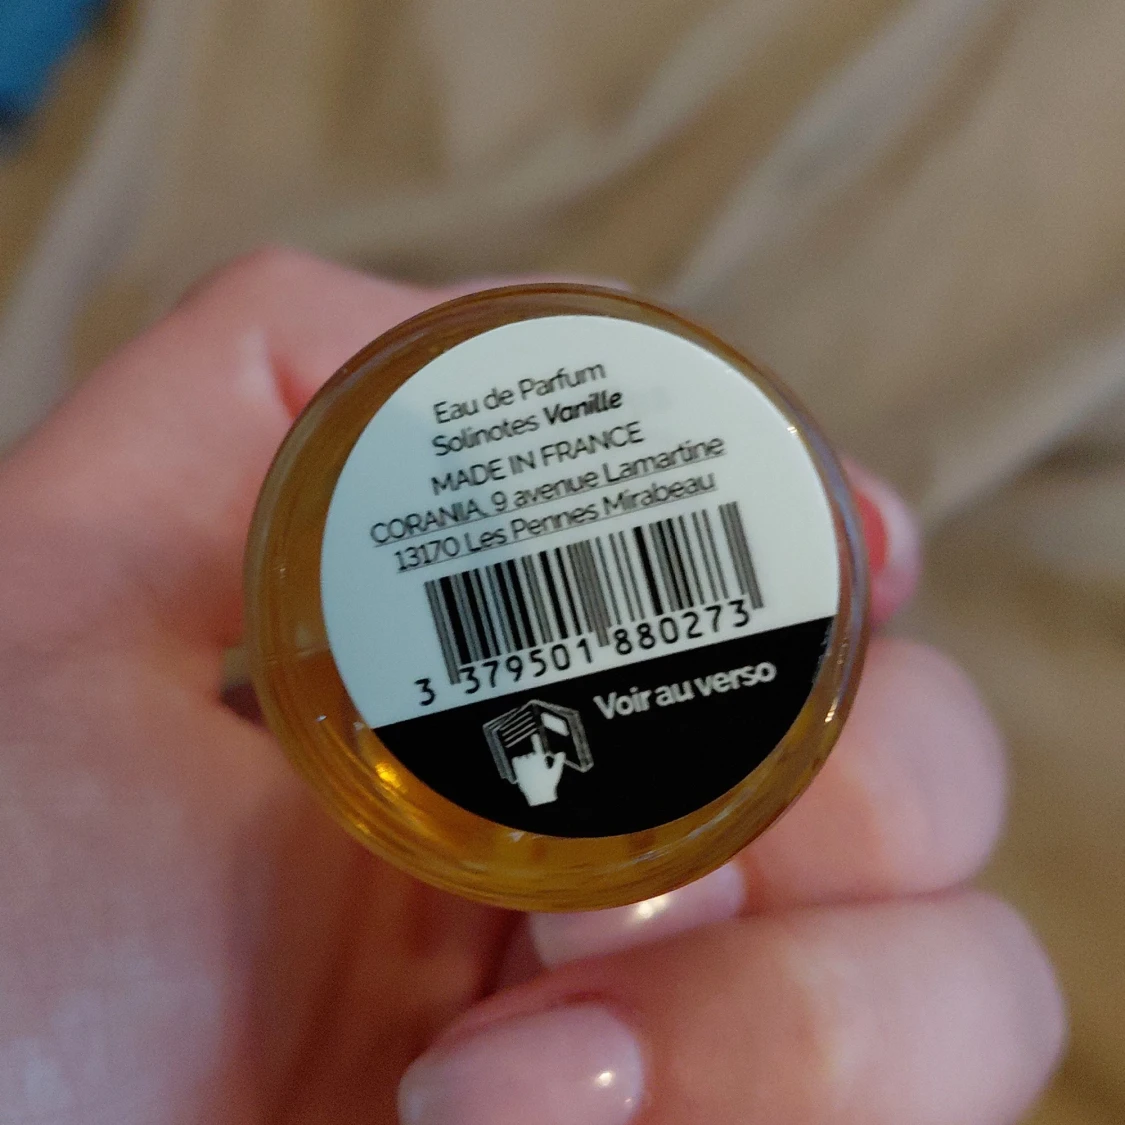 Eau de Parfum
Solinotes Vanille
MADE IN FRANCE
CORANIA, 9 avenue Lamartine
13170 Les Pennes Mirabeau
3 379501 880273
Voir au verso